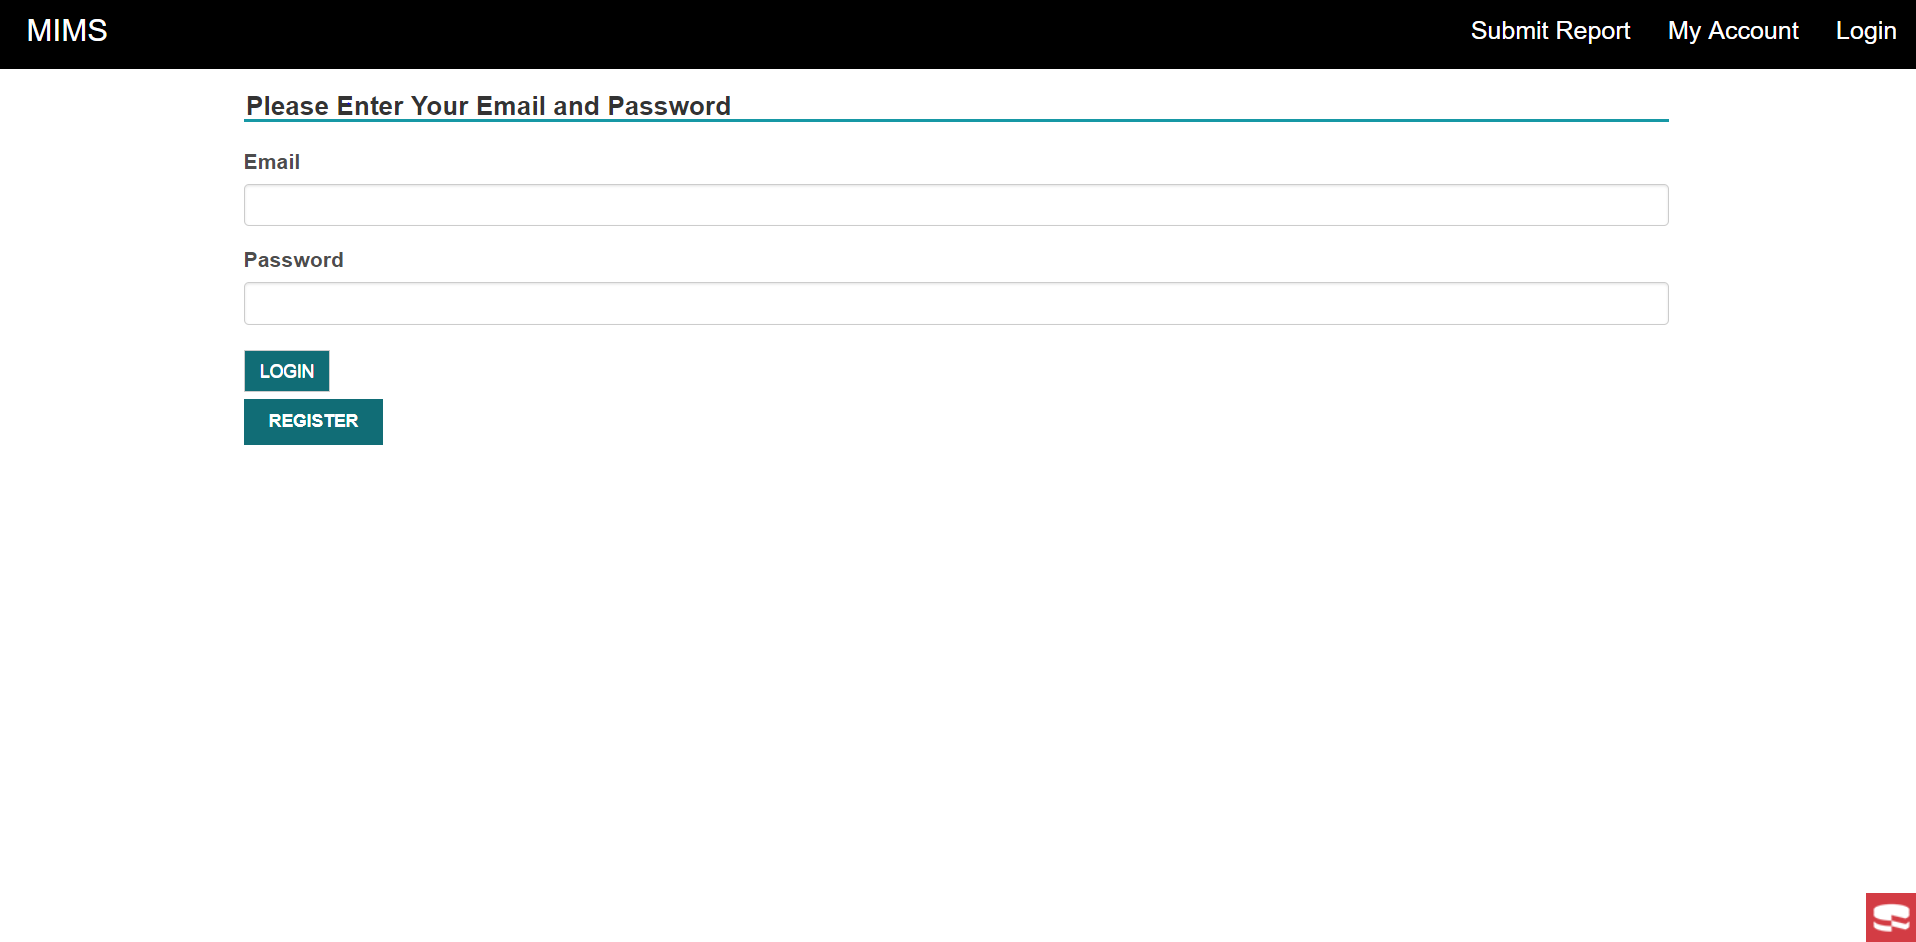 MIMS
Submit Report My Account Login
Please Enter Your Email and Password
Email
Password
LOGIN
REGISTER